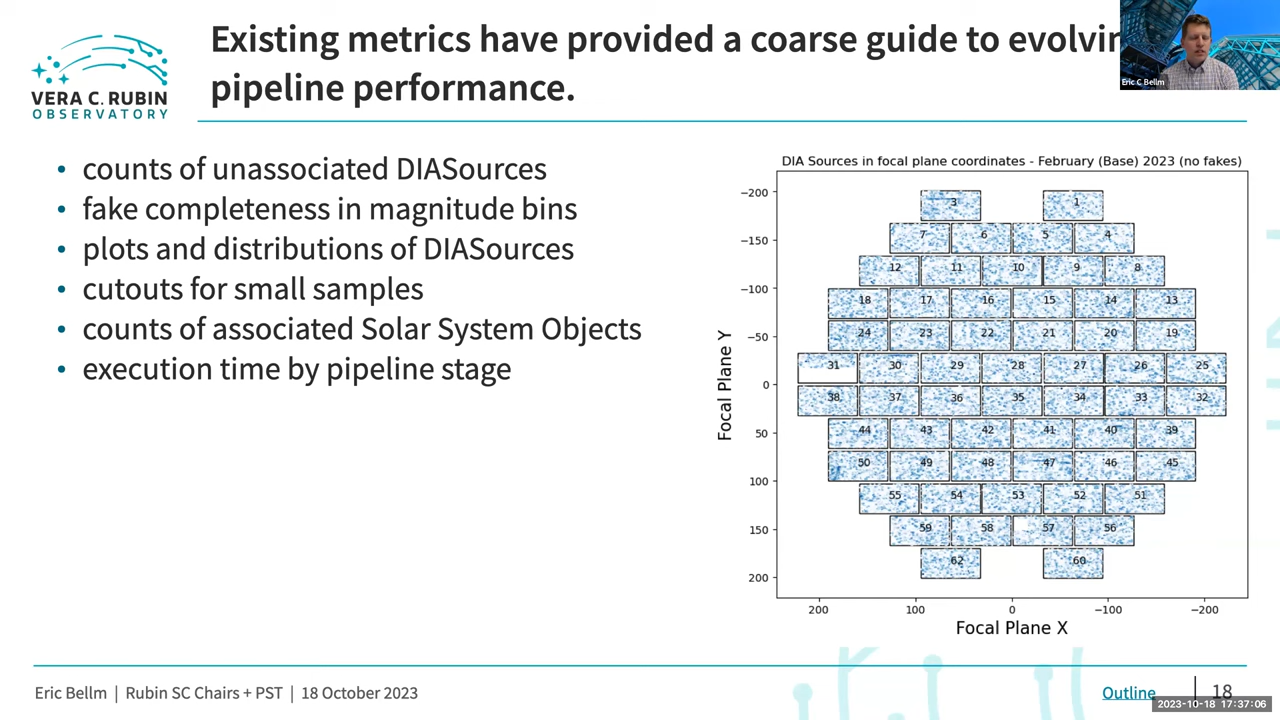 Existing metrics have provided a coarse guide to
pipeline performance.
VERA C. RUBIN
OBSERVATORY
Eric C Bellm
• counts of unassociated DIASources
• fake completeness in magnitude bins
• plots and distributions of DIASources
• cutouts for small samples
• counts of associated Solar System Objects
• execution time by pipeline stage
DIA Sources in focal plane coordinates - February (Base) 2023 (no fakes)
Focal Plane Y
−200
−150
−100
−50
0
50
100
150
200
3 1
7 6 5 4
12 11 10 9 8
18 17 16 15 14 13
24 23 22 21 20 19
31 30 29 28 27 26 25
38 37 36 35 34 33 32
44 43 42 41 40 39
50 49 48 47 46 45
55 54 53 52 51
59 58 57 56
62 60
200 100 0 −100 −200
Focal Plane X
Eric Bellm | Rubin SC Chairs + PST | 18 October 2023
Outline | 18
2023-10-18 17:37:06